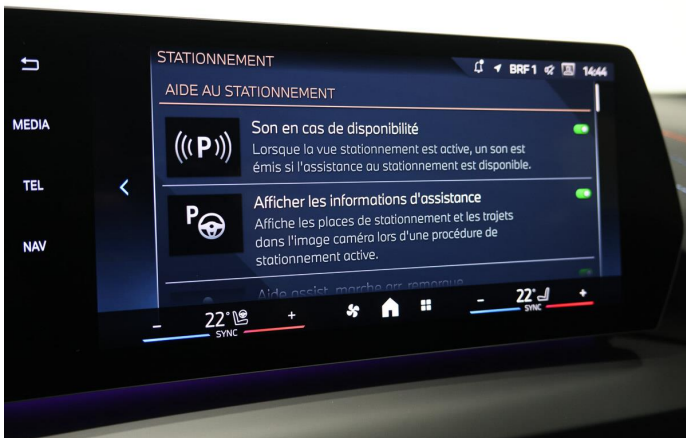 STATIONNEMENT
BRF 1 14:44
AIDE AU STATIONNEMENT
MEDIA
TEL
NAV
((( P )))
Son en cas de disponibilité
Lorsque la vue stationnement est active, un son est
émis si l'assistance au stationnement est disponible.
P
Afficher les informations d'assistance
Affiche les places de stationnement et les trajets
dans l'image caméra lors d'une procédure de
stationnement active.
Aide assist. marche arr. remorque
- 22° +
SYNC
- 22° +
SYNC